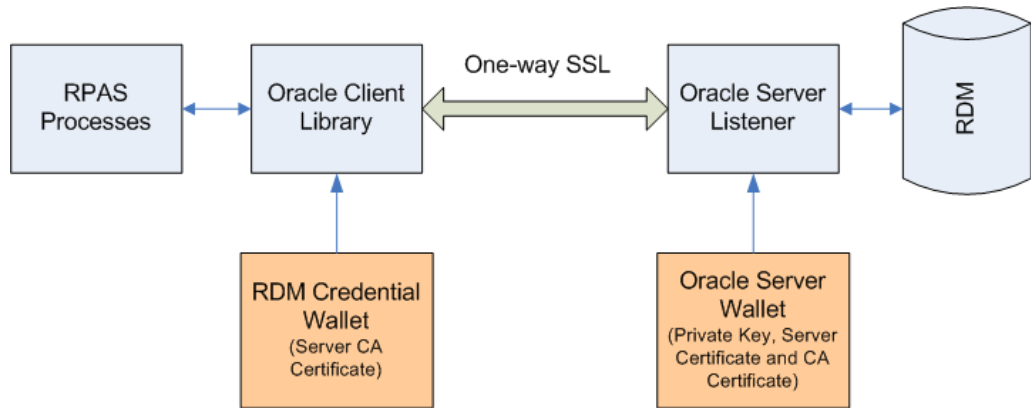 One-way SSL
RPAS
Processes
Oracle Client
Library
Oracle Server
Listener
RDM
RDM Credential
Wallet
(Server CA
Certificate)
Oracle Server
Wallet
(Private Key, Server
Certificate and CA
Certificate)